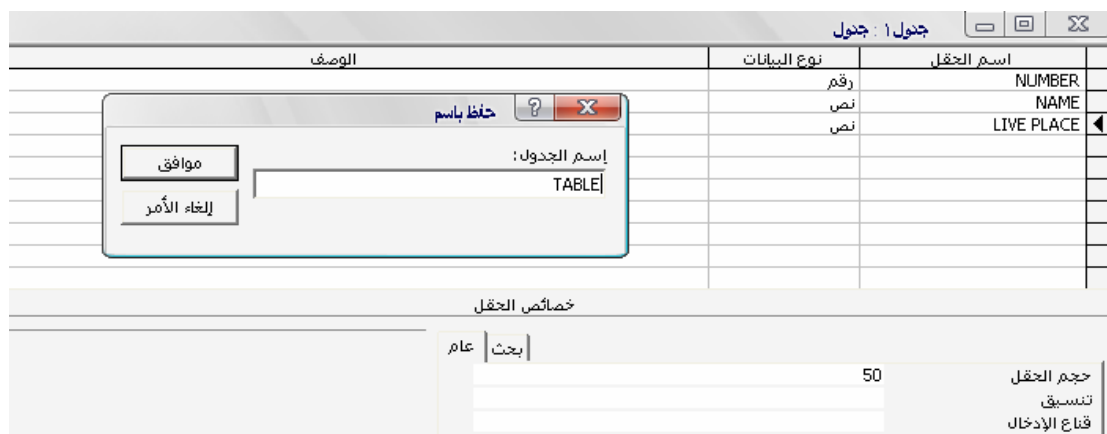 جدول١ : جدول
اسم الحقل نوع البيانات الوصف
NUMBER رقم
NAME نص
LIVE PLACE نص
حفظ باسم
إسم الجدول:
TABLE
موافق
إلغاء الأمر
خصائص الحقل
عام بحث
حجم الحقل 50
تنسيق
قناع الإدخال